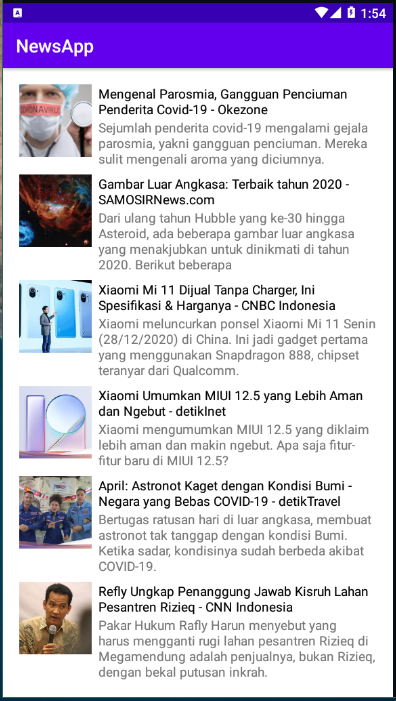 1:54
NewsApp
Mengenal Parosmia, Gangguan Penciuman
Penderita Covid-19 - Okezone
Sejumlah penderita covid-19 mengalami gejala
parosmia, yakni gangguan penciuman. Mereka
sulit mengenali aroma yang diciumnya.
CORONAVIRUS
Gambar Luar Angkasa: Terbaik tahun 2020 -
SAMOSIRNews.com
Dari ulang tahun Hubble yang ke-30 hingga
Asteroid, ada beberapa gambar luar angkasa
yang menakjubkan untuk dinikmati di tahun
2020. Berikut beberapa
Xiaomi Mi 11 Dijual Tanpa Charger, Ini
Spesifikasi & Harganya - CNBC Indonesia
Xiaomi meluncurkan ponsel Xiaomi Mi 11 Senin
(28/12/2020) di China. Ini jadi gadget pertama
yang menggunakan Snapdragon 888, chipset
teranyar dari Qualcomm.
Xiaomi Umumkan MIUI 12.5 yang Lebih Aman
dan Ngebut - detikInet
Xiaomi mengumumkan MIUI 12.5 yang diklaim
lebih aman dan makin ngebut. Apa saja fitur-
fitur baru di MIUI 12.5?
April: Astronot Kaget dengan Kondisi Bumi -
Negara yang Bebas COVID-19 - detikTravel
Bertugas ratusan hari di luar angkasa, membuat
astronot tak tanggap dengan kondisi Bumi.
Ketika sadar, kondisinya sudah berbeda akibat
COVID-19.
Refly Ungkap Penanggung Jawab Kisruh Lahan
Pesantren Rizieq - CNN Indonesia
Pakar Hukum Rafly Harun menyebut yang
harus mengganti rugi lahan pesantren Rizieq di
Megamendung adalah penjualnya, bukan Rizieq,
dengan bekal putusan inkrah.